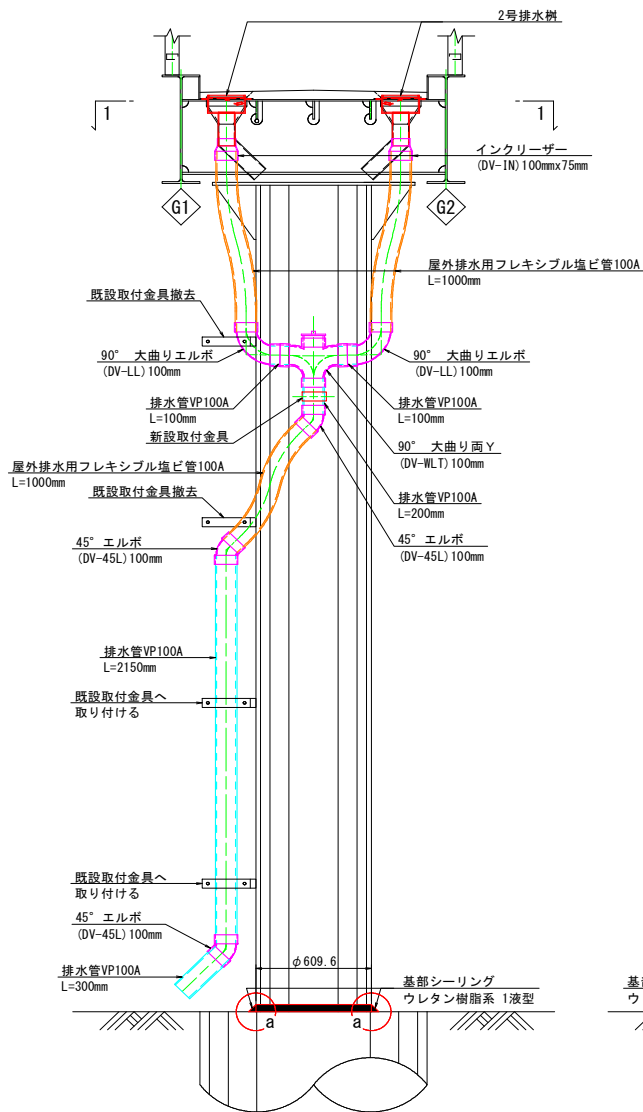 2号排水桝
1
1
インクリーザー
(DV-IN)100mmx75mm
G1
G2
屋外排水用フレキシブル塩ビ管100A
L=1000mm
既設取付金具撤去
90° 大曲りエルボ
(DV-LL)100mm
90° 大曲りエルボ
(DV-LL)100mm
排水管VP100A
L=100mm
排水管VP100A
L=100mm
新設取付金具
90° 大曲り両Y
(DV-WLT)100mm
屋外排水用フレキシブル塩ビ管100A
L=1000mm
既設取付金具撤去
排水管VP100A
L=200mm
45° エルボ
(DV-45L)100mm
45° エルボ
(DV-45L)100mm
排水管VP100A
L=2150mm
既設取付金具へ
取り付ける
既設取付金具へ
取り付ける
45° エルボ
(DV-45L)100mm
排水管VP100A
L=300mm
φ609.6
基部シーリング
ウレタン樹脂系 1液型
a
a
基
ウ